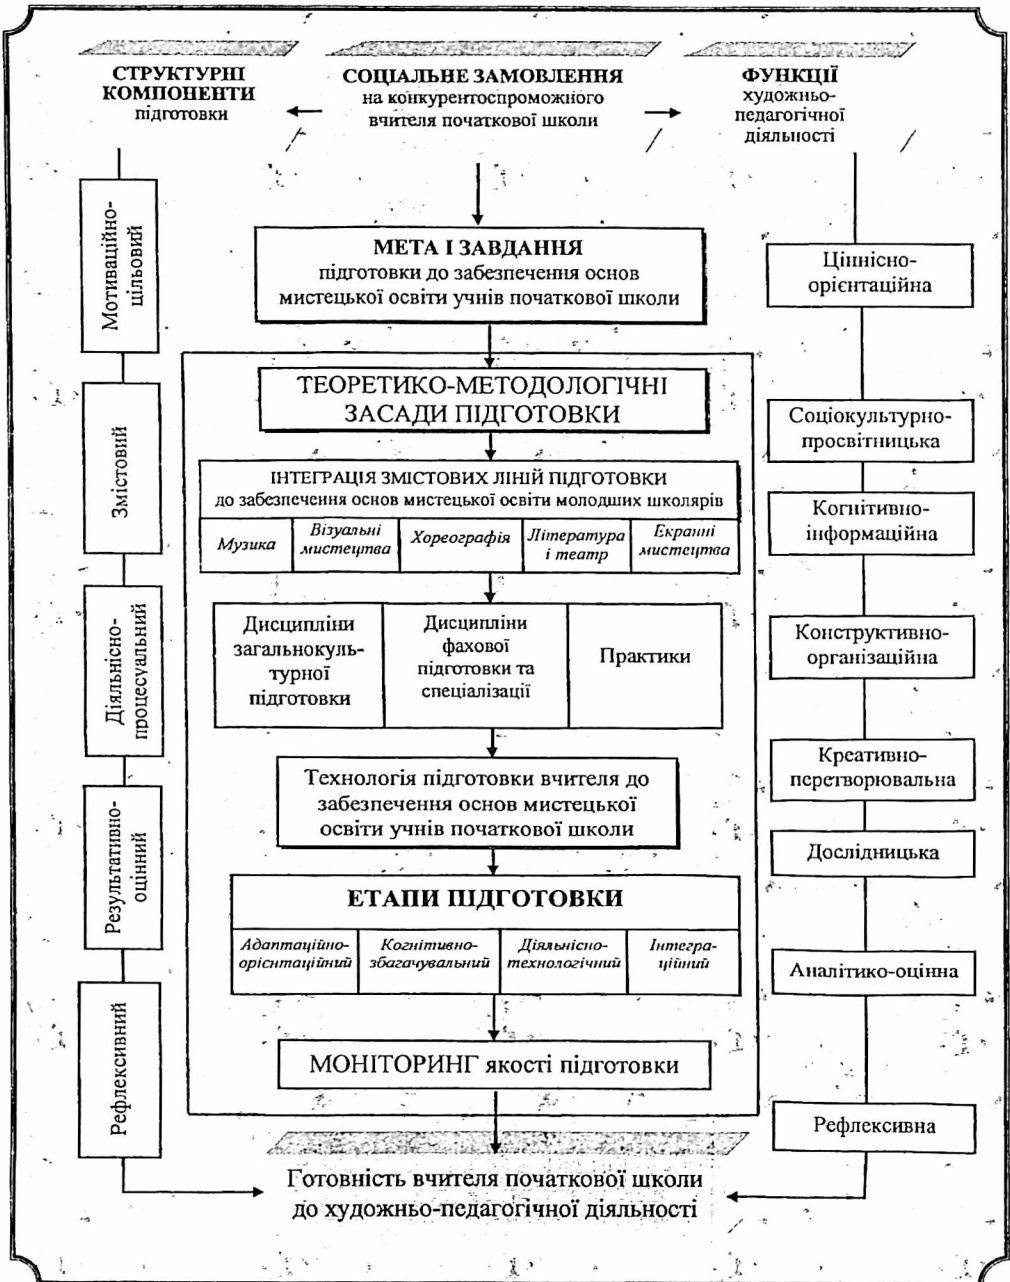 СТРУКТУРНІ
КОМПОНЕНТИ
підготовки
СОЦІАЛЬНЕ ЗАМОВЛЕННЯ
на конкурентоспроможного
вчителя початкової школи
ФУНКЦІЇ
художньо-
педагогічної
діяльності
Мотиваційно-
цільовий
Змістовий
Діяльнісно-
процесуальний
Результативно-
оцінний
Рефлексивний
МЕТА І ЗАВДАННЯ
підготовки до забезпечення основ
мистецької освіти учнів початкової школи
ТЕОРЕТИКО-МЕТОДОЛОГІЧНІ
ЗАСАДИ ПІДГОТОВКИ
ІНТЕГРАЦІЯ ЗМІСТОВИХ ЛІНІЙ ПІДГОТОВКИ
до забезпечення основ мистецької освіти молодших школярів
Музика
Візуальні
мистецтва
Хореографія
Література
і театр
Екранні
мистецтва
Дисципліни
загальнокуль-
турної
підготовки
Дисципліни
фахової
підготовки та
спеціалізації
Практики
Технологія підготовки вчителя до
забезпечення основ мистецької
освіти учнів початкової школи
ЕТАПИ ПІДГОТОВКИ
Адаптаційно-
орієнтаційний
Когнітивно-
збагачувальний
Діяльнісно-
технологічний
Інтегра-
ційний
МОНІТОРИНГ якості підготовки
Ціннісно-
орієнтаційна
Соціокультурно-
просвітницька
Когнітивно-
інформаційна
Конструктивно-
організаційна
Креативно-
перетворювальна
Дослідницька
Аналітико-оцінна
Рефлексивна
Готовність вчителя початкової школи
до художньо-педагогічної діяльності